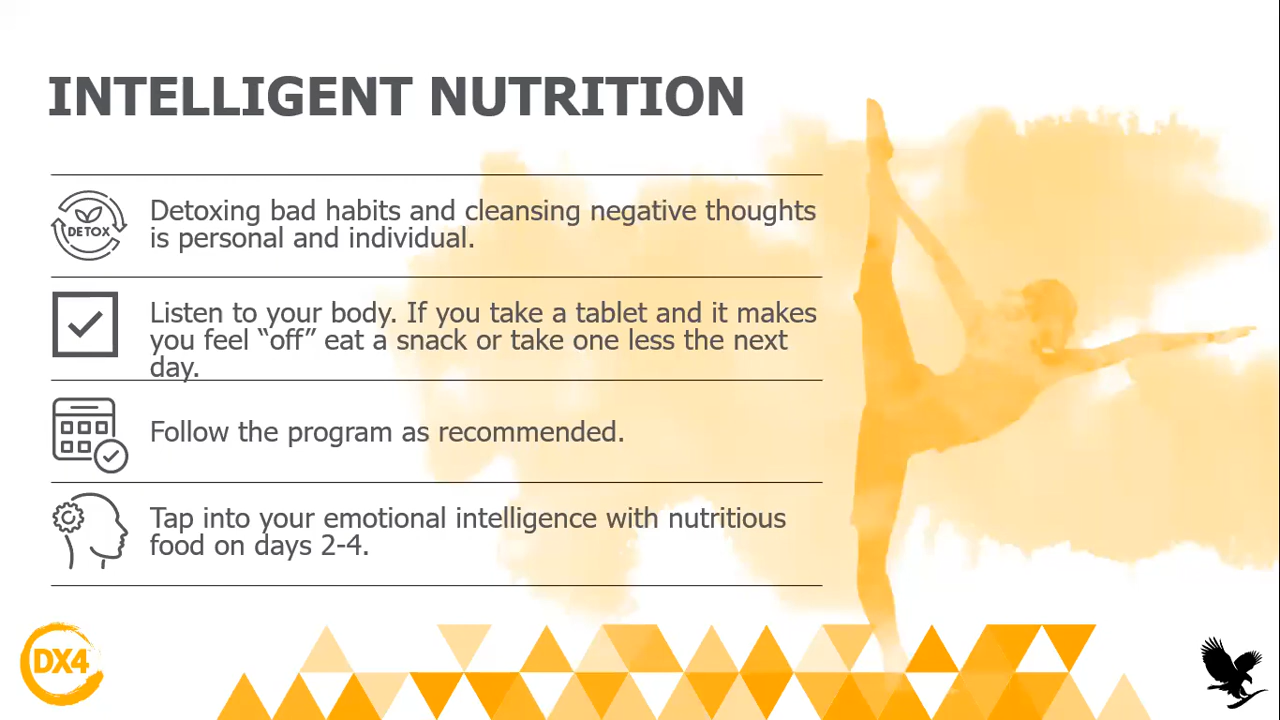 INTELLIGENT NUTRITION
DETOX
Detoxing bad habits and cleansing negative thoughts
is personal and individual.
Listen to your body. If you take a tablet and it makes
you feel “off” eat a snack or take one less the next
day.
Follow the program as recommended.
Tap into your emotional intelligence with nutritious
food on days 2-4.
DX4